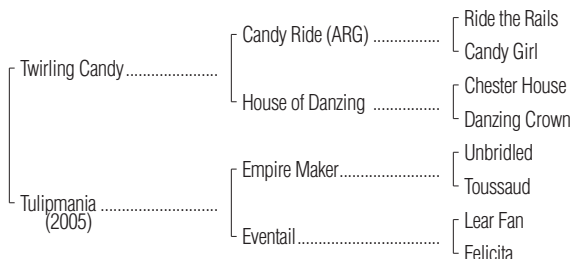 Ride the Rails
Candy Ride (ARG) ................
Candy Girl
Twirling Candy ......................
Chester House
House of Danzing ................
Danzing Crown
Unbridled
Empire Maker........................
Toussaud
Tulipmania ............................
(2005)
Lear Fan
Eventail..................................
Felicita